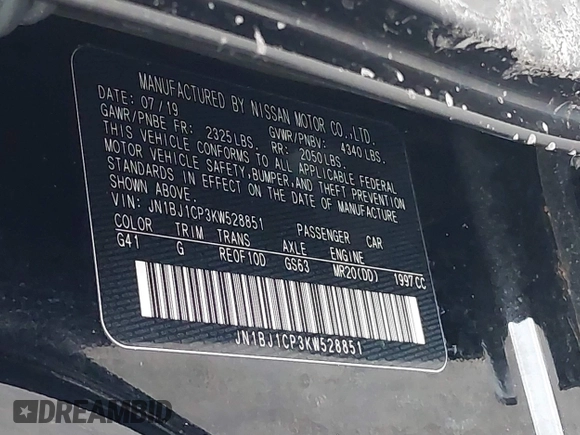 MANUFACTURED BY NISSAN MOTOR CO.,LTD.
DATE: 07/19 GVWR/PNBV: 4340 LBS.
GAWR/PNBE FR: 2325LBS. RR: 2050LBS.
THIS VEHICLE CONFORMS TO ALL APPLICABLE FEDERAL
MOTOR VEHICLE SAFETY,BUMPER,AND THEFT PREVENTION
STANDARDS IN EFFECT ON THE DATE OF MANUFACTURE
SHOWN ABOVE.
VIN: JN1BJ1CP3KW528851 PASSENGER CAR
COLOR TRIM TRANS AXLE ENGINE
G41 G REOF10D GS63 MR20(DD) 1997CC
JN1BJ1CP3KW528851
DREAMBID